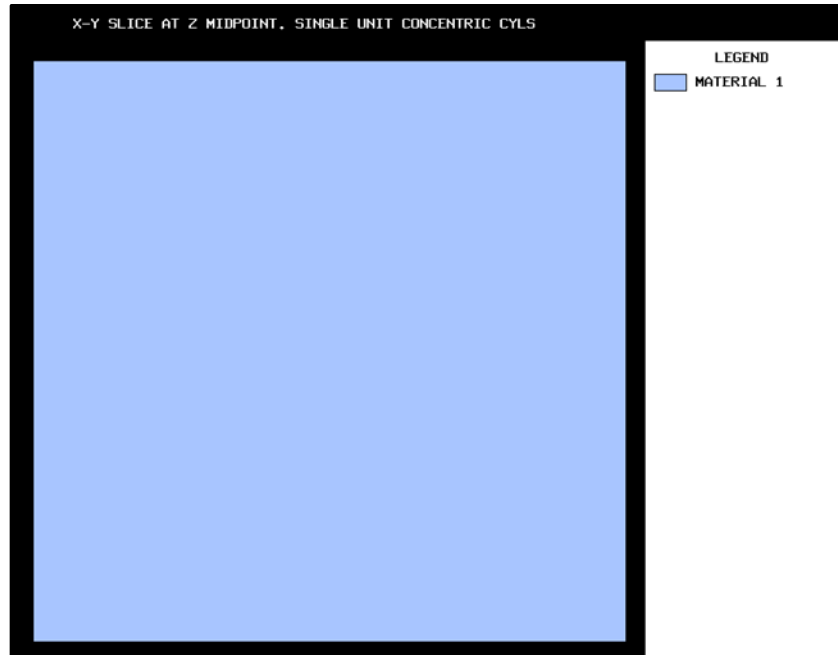 X-Y SLICE AT Z MIDPOINT. SINGLE UNIT CONCENTRIC CYLS
LEGEND
MATERIAL 1